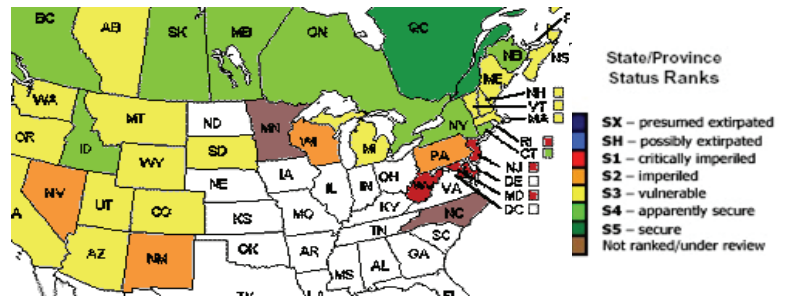 BC
AB
SK
MB
ON
QC
NB
NS
ME
WA
MT
ND
MN
NH
VT
MA
OR
ID
SD
WI
MI
NY
WY
RI
CT
PA
NJ
NE
IA
OH
DE
NV
UT
CO
IL
IN
WV
VA
MD
DC
A
KS
MO
KY
NC
AZ
NM
OK
AR
TN
SC
MS
AL
GA
State/Province
Status Ranks
SX – presumed extirpated
SH – possibly extirpated
S1 – critically imperiled
S2 – imperiled
S3 – vulnerable
S4 – apparently secure
S5 – secure
Not ranked/under review